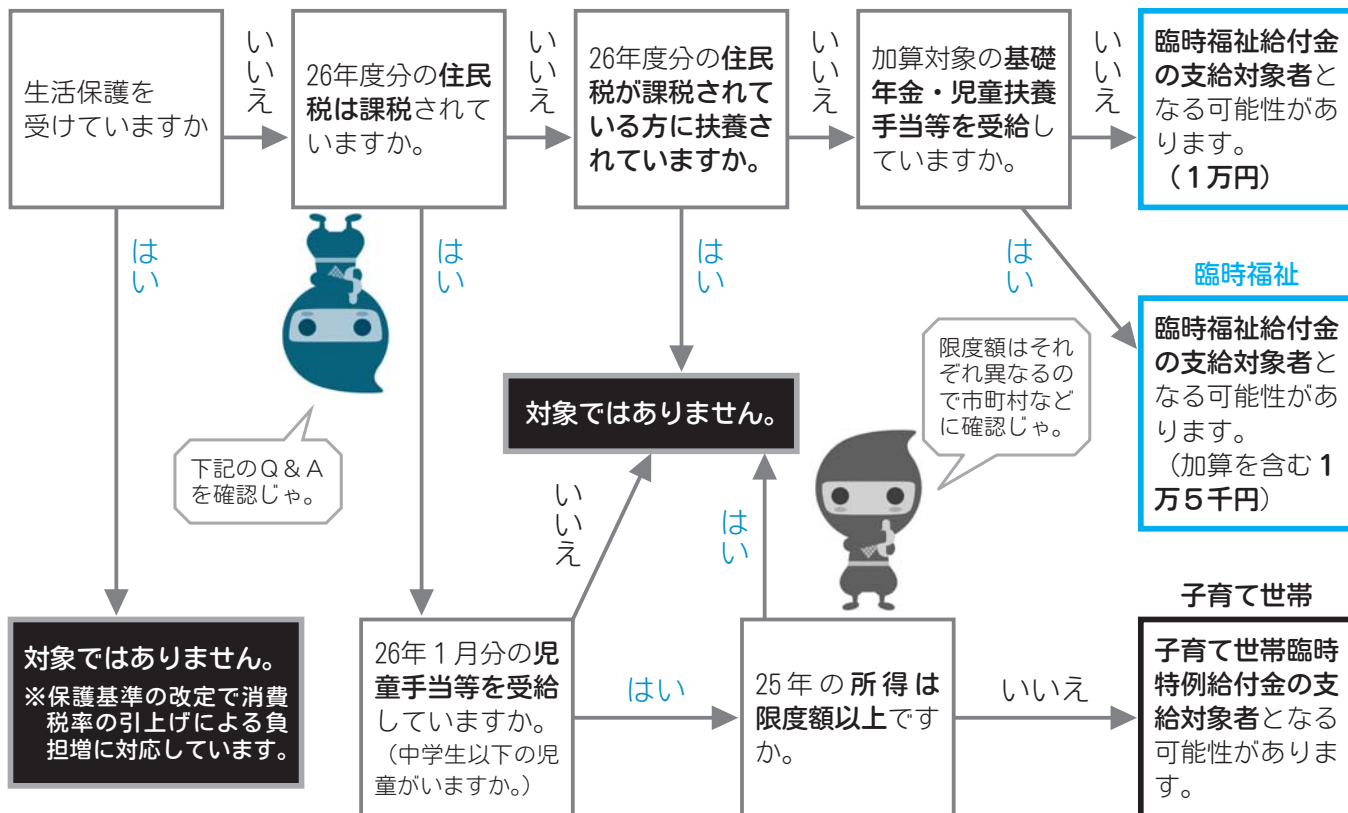 生活保護を
受けていますか
いいえ
26年度分の住民
税は課税されて
いますか。
いいえ
26年度分の住民
税が課税されて
いる方に扶養さ
れていますか。
いいえ
加算対象の基礎
年金・児童扶養
手当等を受給し
ていますか。
いいえ
臨時福祉給付金
の支給対象者と
なる可能性があ
ります。
(1万円)
はい
はい
はい
はい
臨時福祉
臨時福祉給付金
の支給対象者と
なる可能性があ
ります。
(加算を含む1
万5千円)
限度額はそれ
ぞれ異なるの
で市町村など
に確認じゃ。
対象ではありません。
下記のQ&A
を確認じゃ。
いいえ
はい
対象ではありません。
※保護基準の改定で消費
税率の引上げによる負
担増に対応しています。
26年1月分の児
童手当等を受給
していますか。
(中学生以下の児
童がいますか。)
はい
25年の所得は
限度額以上です
か。
いいえ
子育て世帯
子育て世帯臨時
特例給付金の支
給対象者となる
可能性がありま
す。